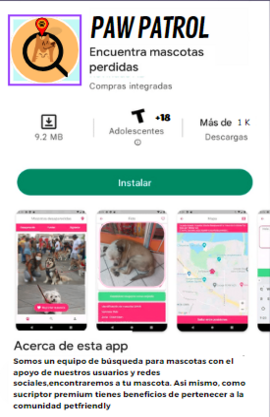 PAW PATROL
Encuentra mascotas
perdidas
Compras integradas
T +18
Más de 1 K
9.2 MB
Adolescentes
Descargas
Instalar
Acerca de esta app
Somos un equipo de búsqueda para mascotas con el
apoyo de nuestros usuarios y redes
sociales,encontraremos a tu mascota. Asi mismo, como
sucriptor premium tienes beneficios de pertenecer a la
comunidad petfriendly